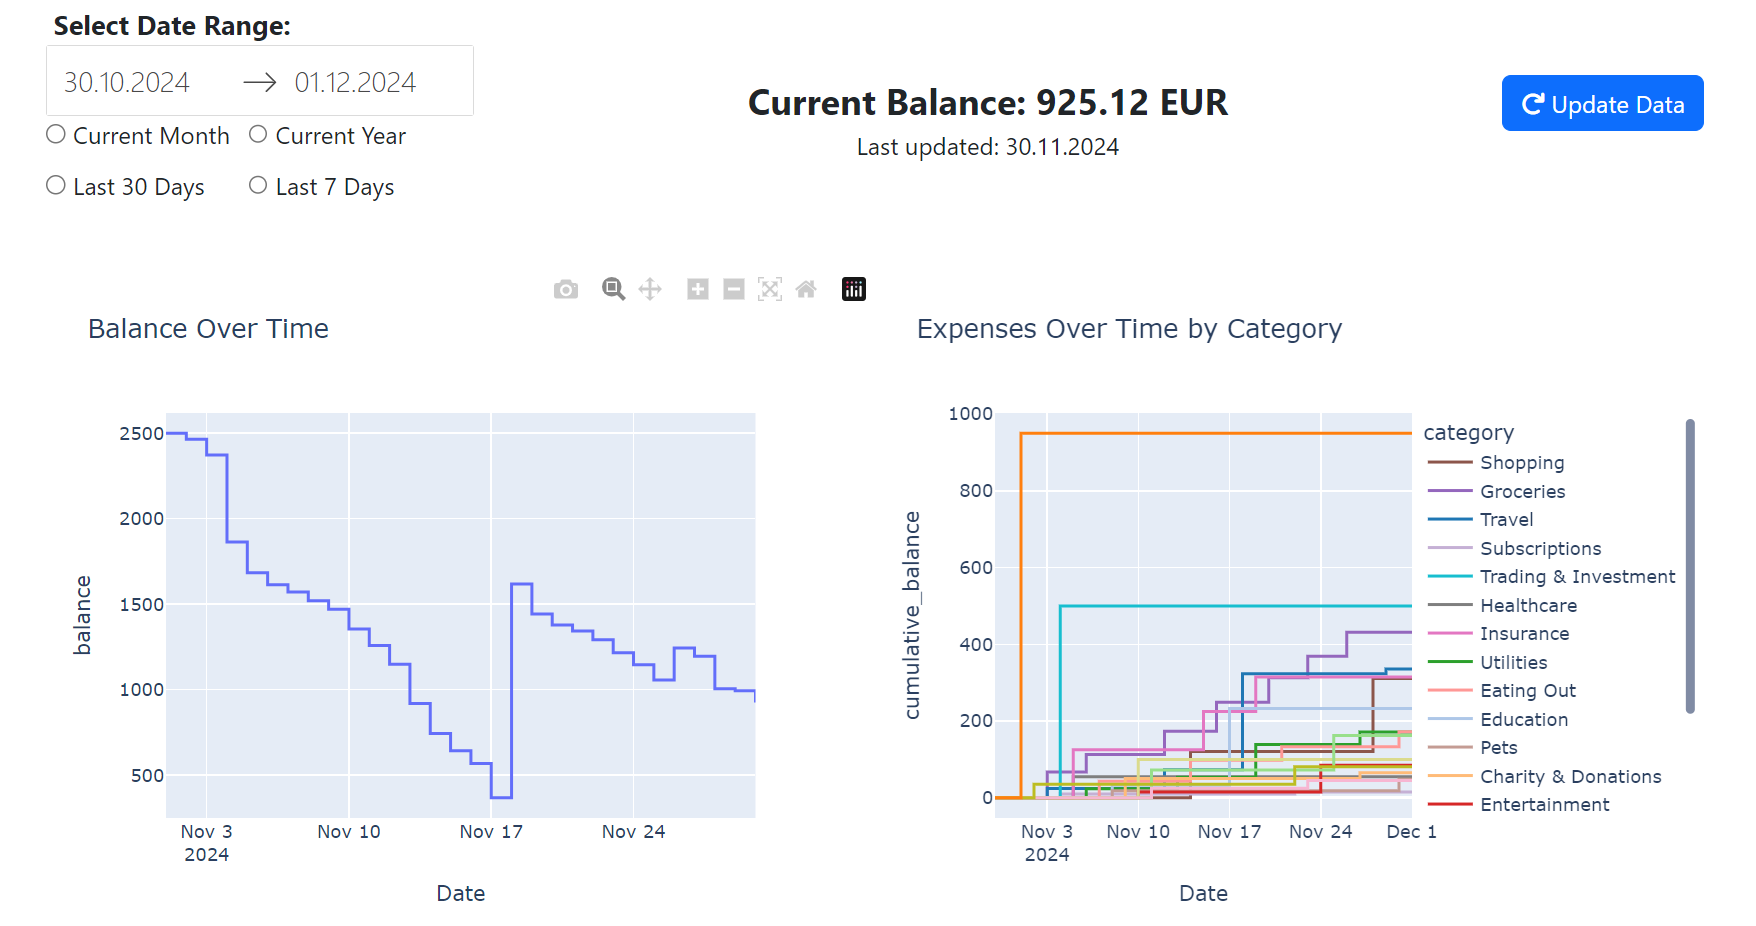 Select Date Range:
30.10.2024 → 01.12.2024
Current Month Current Year
Last 30 Days Last 7 Days
Current Balance: 925.12 EUR
Last updated: 30.11.2024
Update Data
Balance Over Time
balance
2500
2000
1500
1000
500
Nov 3 Nov 10 Nov 17 Nov 24
2024
Date
Expenses Over Time by Category
cumulative_balance
1000
800
600
400
200
0
Nov 3 Nov 10 Nov 17 Nov 24 Dec 1
2024
Date
category
Shopping
Groceries
Travel
Subscriptions
Trading & Investment
Healthcare
Insurance
Utilities
Eating Out
Education
Pets
Charity & Donations
Entertainment